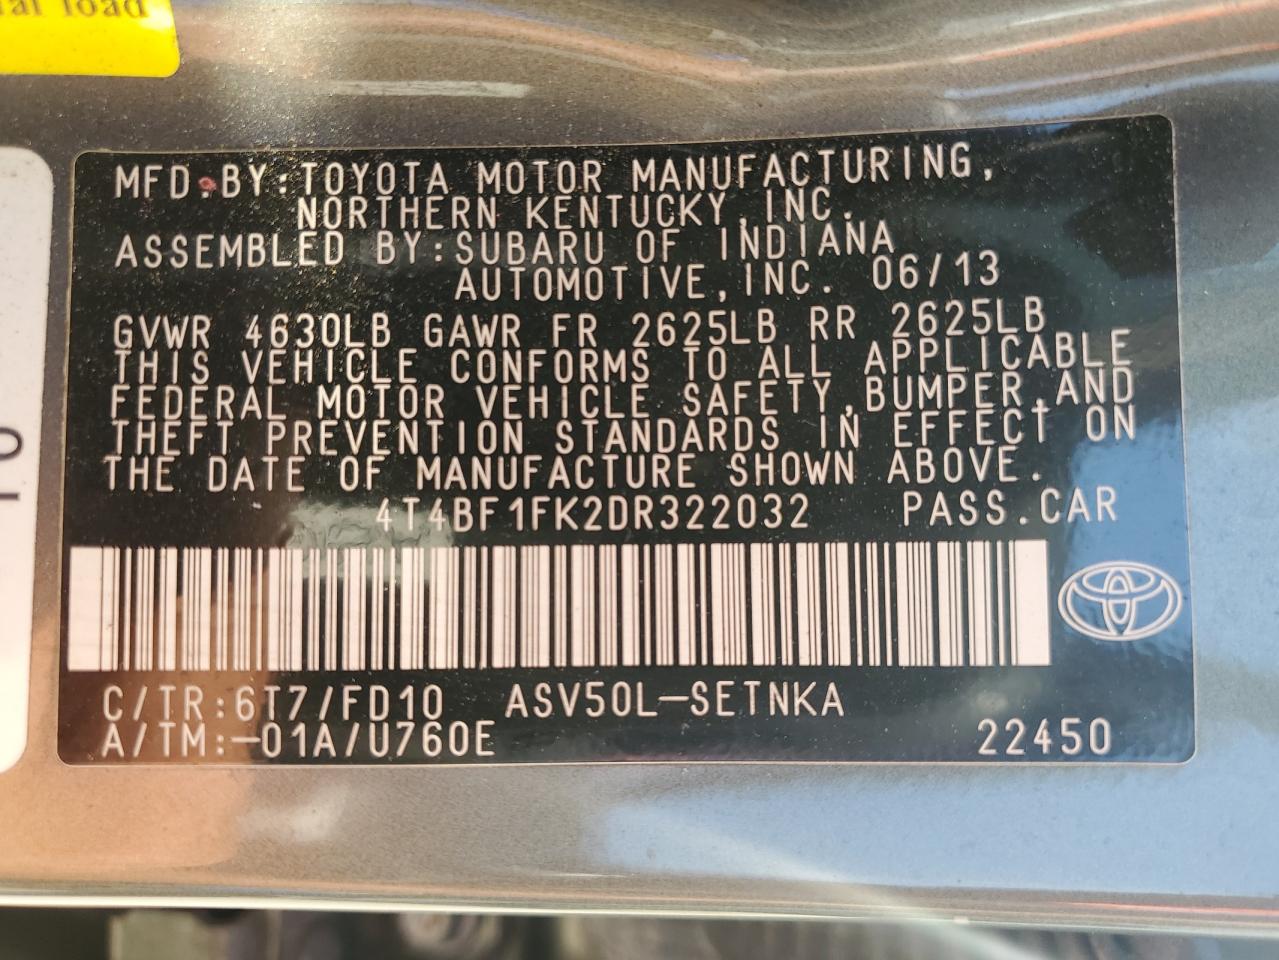 al load
MFD.BY:TOYOTA MOTOR MANUFACTURING,
NORTHERN KENTUCKY,INC.
ASSEMBLED BY:SUBARU OF INDIANA
AUTOMOTIVE,INC. 06/13
GVWR 4630LB GAWR FR 2625LB RR 2625LB
THIS VEHICLE CONFORMS TO ALL APPLICABLE
FEDERAL MOTOR VEHICLE SAFETY,BUMPER,AND
THEFT PREVENTION STANDARDS IN EFFECT ON
THE DATE OF MANUFACTURE SHOWN ABOVE.
4T4BF1FK2DR322032 PASS.CAR
C/TR:6T7/FD10 ASV50L-SETNKA
A/TM:-01A/U760E 22450